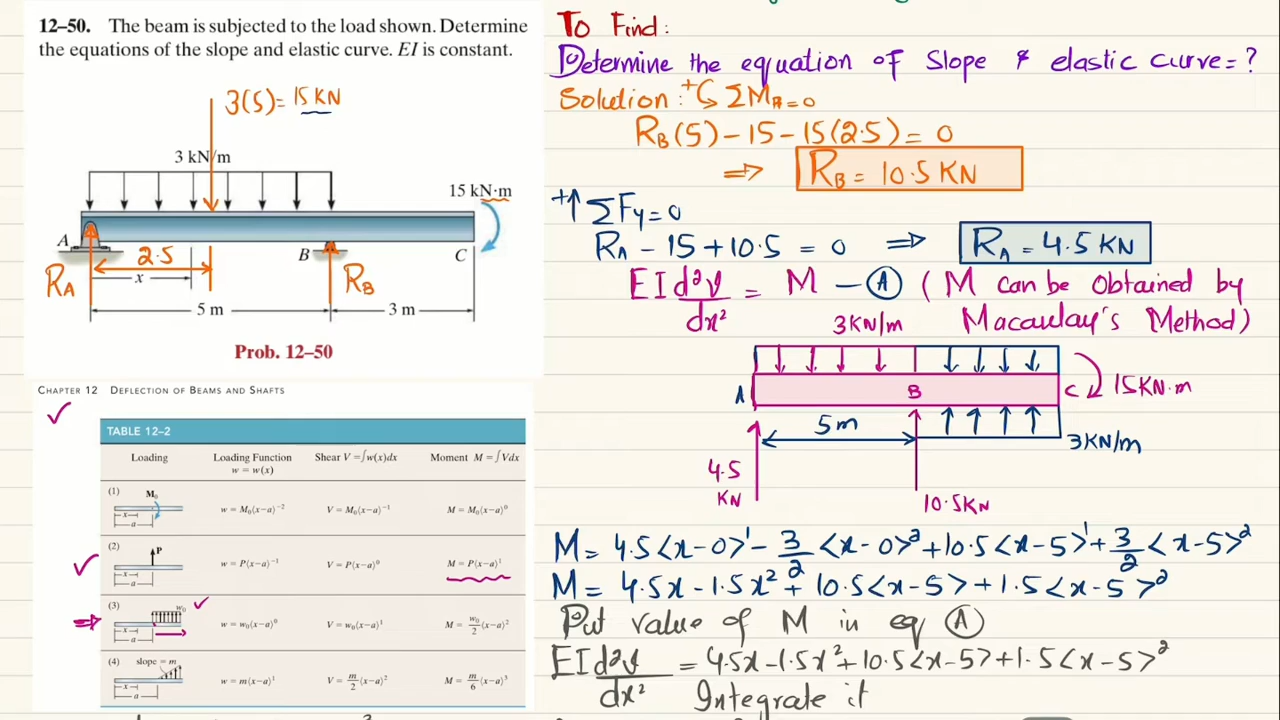 12–50. The beam is subjected to the load shown. Determine
the equations of the slope and elastic curve. EI is constant.
3(5)= 15 KN
3 kN/m
15 kN·m
A
2.5
B
C
RA
x
RB
5 m
3 m
Prob. 12–50
CHAPTER 12 DEFLECTION OF BEAMS AND SHAFTS
TABLE 12–2
Loading
Loading Function w = w(x)
Shear V = ∫w(x)dx
Moment M = ∫Vdx
(1) M₀ x a
w = M₀⟨x−a⟩⁻²
V = M₀⟨x−a⟩⁻¹
M = M₀⟨x−a⟩⁰
(2) P x a
w = P⟨x−a⟩⁻¹
V = P⟨x−a⟩⁰
M = P⟨x−a⟩¹
(3) w₀ x a
w = w₀⟨x−a⟩⁰
V = w₀⟨x−a⟩¹
M = w₀/2 ⟨x−a⟩²
(4) slope = m x a
w = m⟨x−a⟩¹
V = m/2 ⟨x−a⟩²
M = m/6 ⟨x−a⟩³
To Find:
Determine the equation of Slope & elastic curve=?
Solution: +↺ ΣMA=0
RB(5)−15−15(2.5)= 0
⇒ RB = 10.5 KN
+↑ ΣFy=0
RA − 15 + 10.5 = 0 ⇒ RA = 4.5 KN
EI d²v/dx² = M − (A) ( M can be obtained by
Macaulay's Method)
3KN/m
A
B
C
15KN.m
5m
3KN/m
4.5
KN
10.5KN
M = 4.5<x−0>¹ − 3/2 <x−0>² + 10.5<x−5>¹ + 3/2 <x−5>²
M = 4.5x − 1.5x² + 10.5<x−5> + 1.5<x−5>²
Put value of M in eq (A)
EI d²v/dx² = 4.5x − 1.5x² + 10.5<x−5> + 1.5<x−5>²
Integrate it